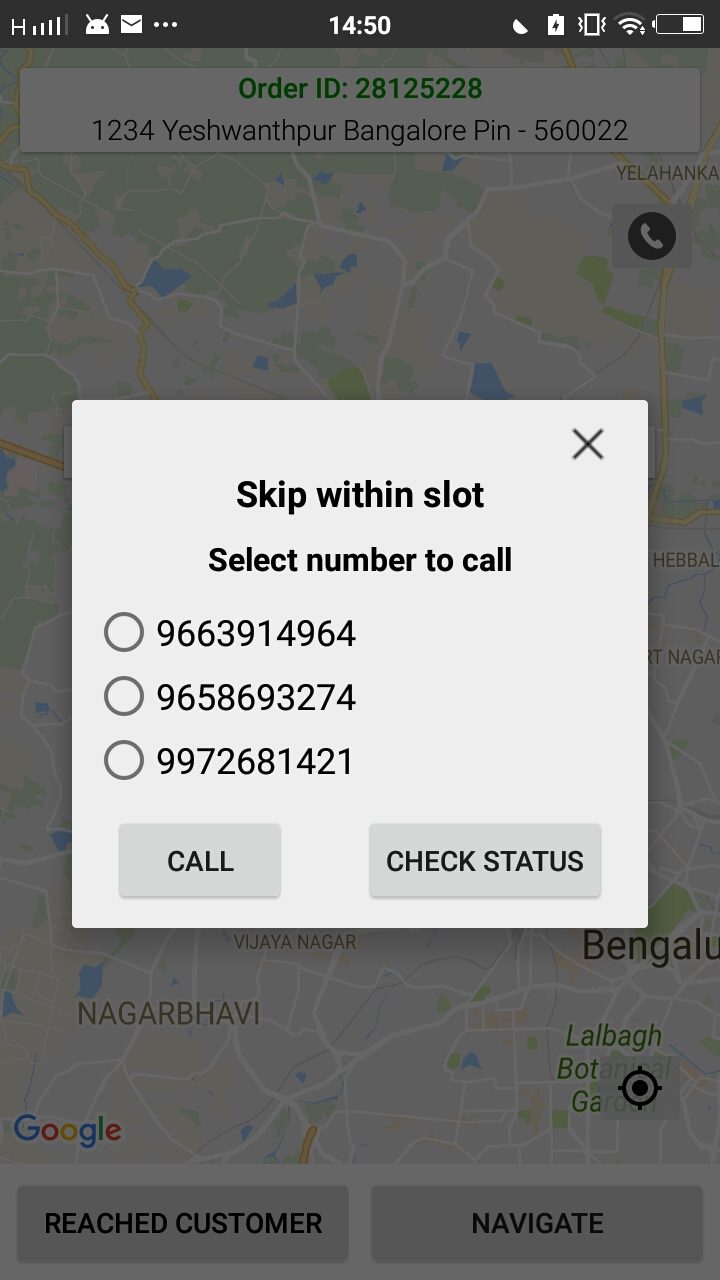 H 14:50
Order ID: 28125228
1234 Yeshwanthpur Bangalore Pin - 560022
YELAHANKA
Skip within slot
Select number to call
HEBBAL
9663914964
RT NAGAR
9658693274
9972681421
CALL CHECK STATUS
VIJAYA NAGAR
Bengalu
NAGARBHAVI
Lalbagh
Botanical
Garden
Google
REACHED CUSTOMER NAVIGATE